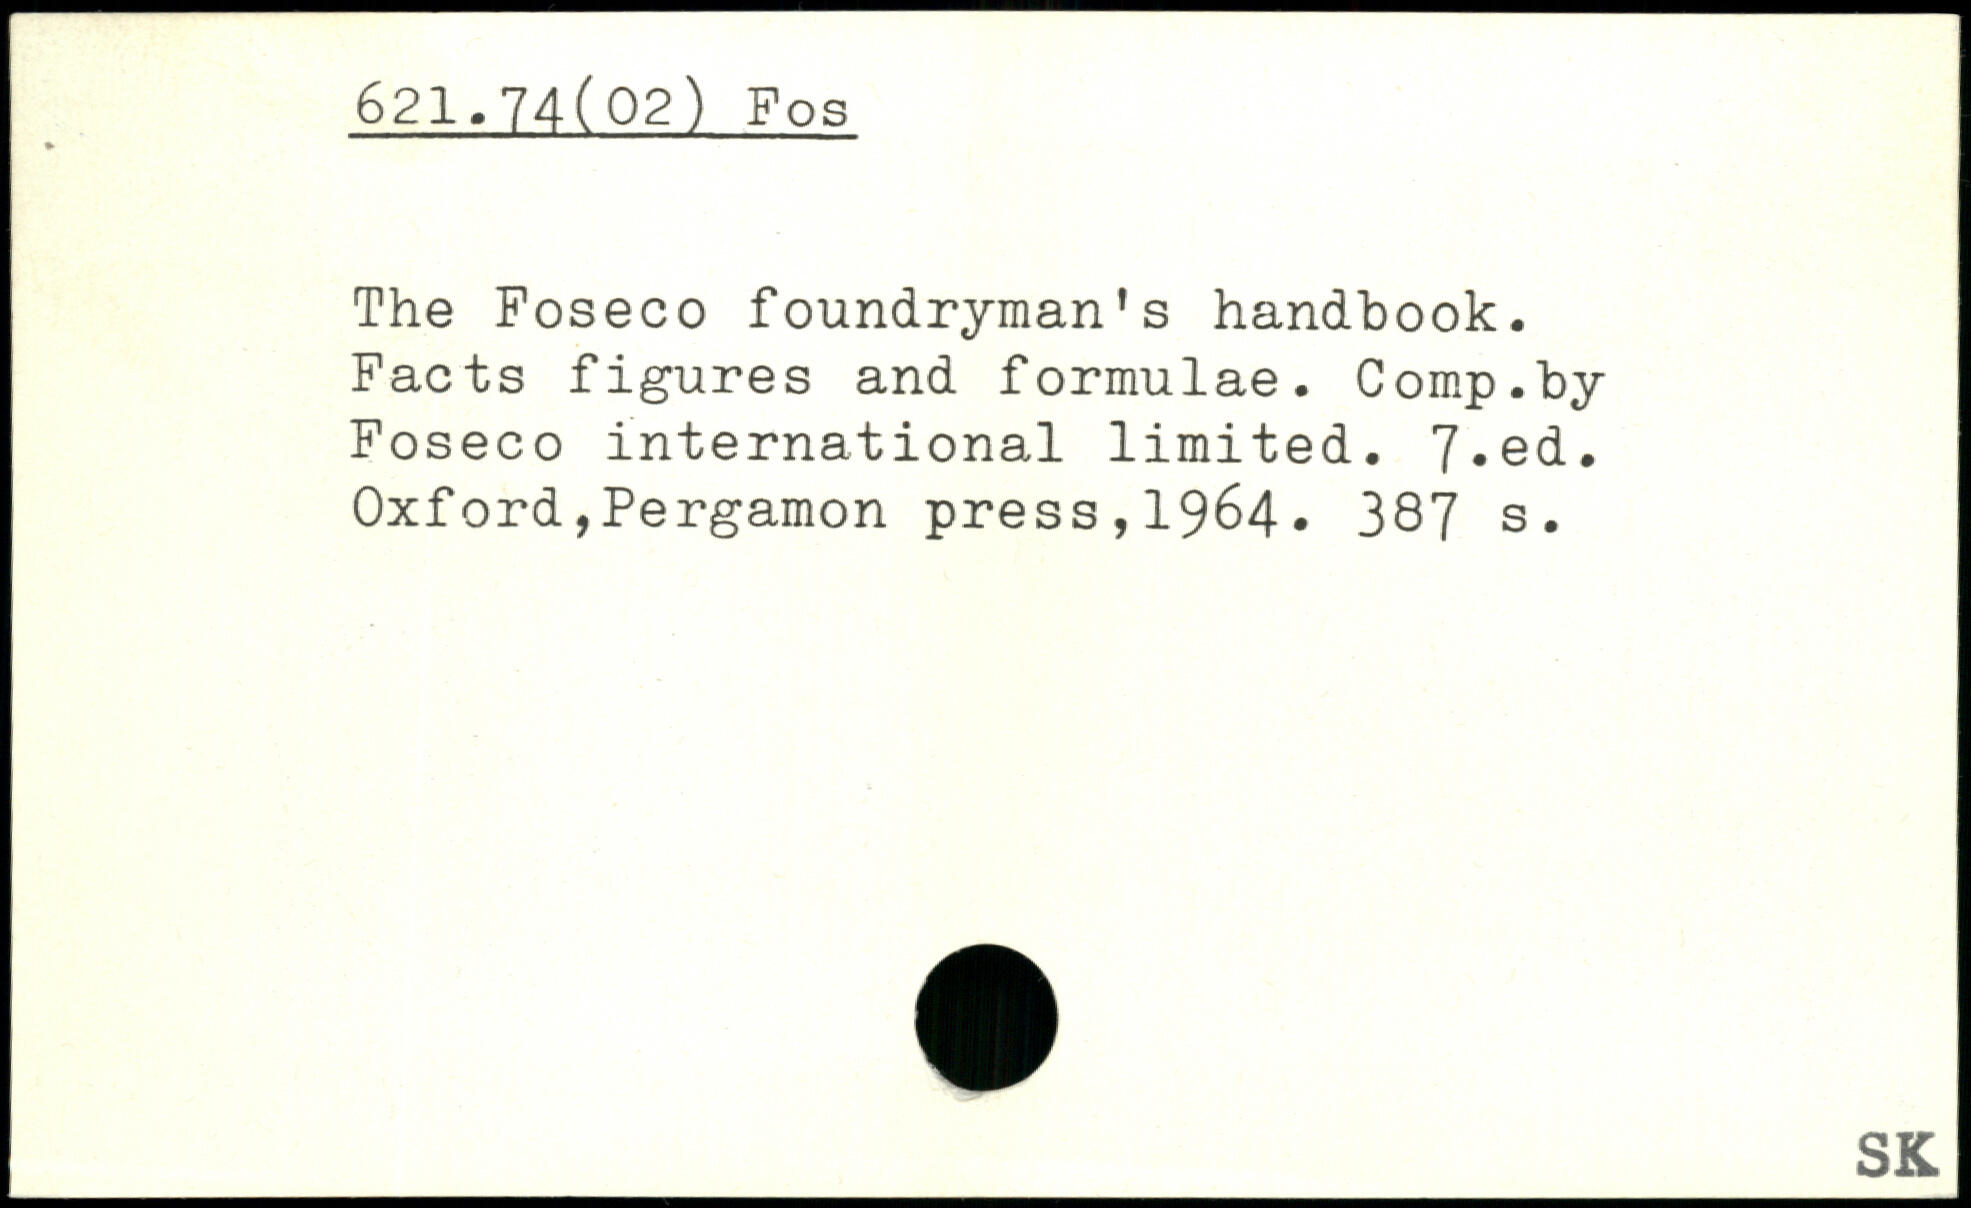 621.74(02) Fos
The Foseco foundryman's handbook.
Facts figures and formulae. Comp.by
Foseco international limited. 7.ed.
Oxford,Pergamon press,1964. 387 s.
SK